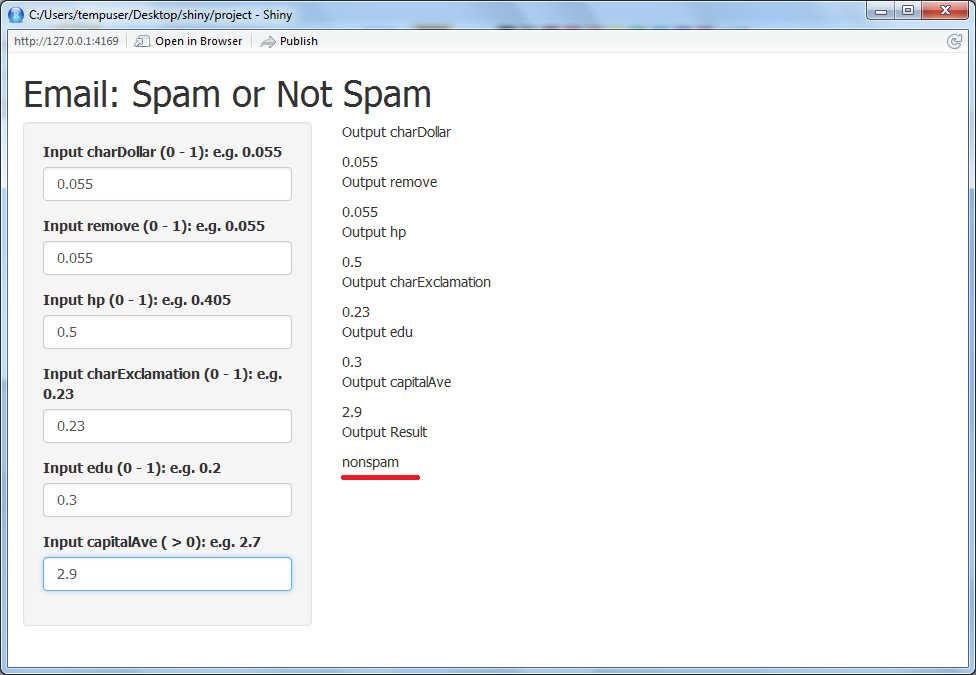 C:/Users/tempuser/Desktop/shiny/project - Shiny
http://127.0.0.1:4169 Open in Browser Publish
Email: Spam or Not Spam
Input charDollar (0 - 1): e.g. 0.055
0.055
Input remove (0 - 1): e.g. 0.055
0.055
Input hp (0 - 1): e.g. 0.405
0.5
Input charExclamation (0 - 1): e.g.
0.23
0.23
Input edu (0 - 1): e.g. 0.2
0.3
Input capitalAve ( > 0): e.g. 2.7
2.9
Output charDollar
0.055
Output remove
0.055
Output hp
0.5
Output charExclamation
0.23
Output edu
0.3
Output capitalAve
2.9
Output Result
nonspam